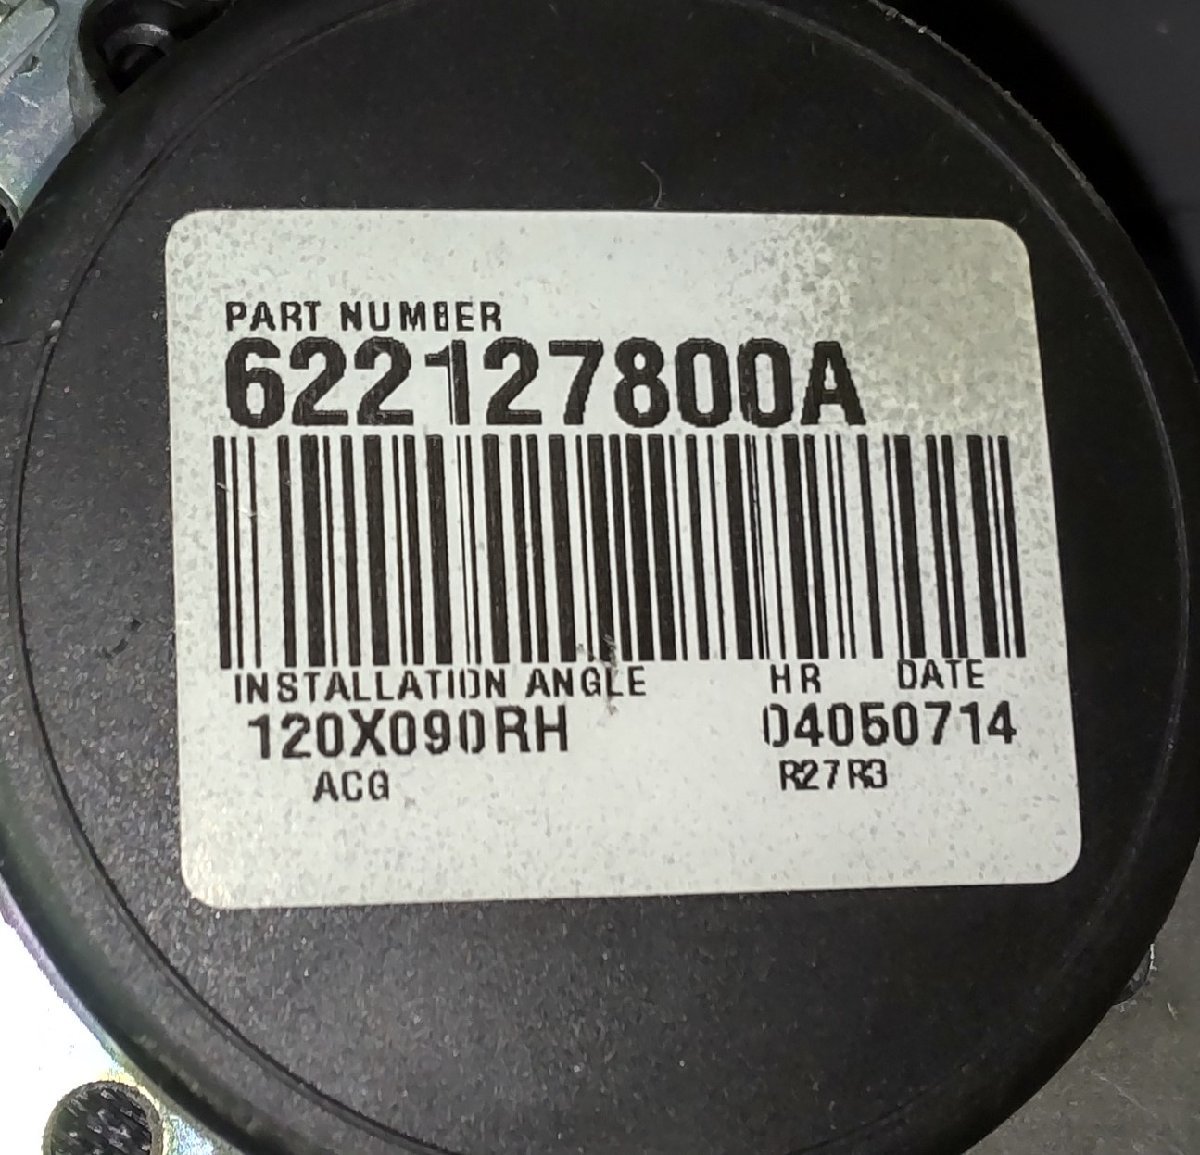 PART NUMBER
622127800A
INSTALLATION ANGLE HR DATE
120X090RH 04050714
ACG R27R3